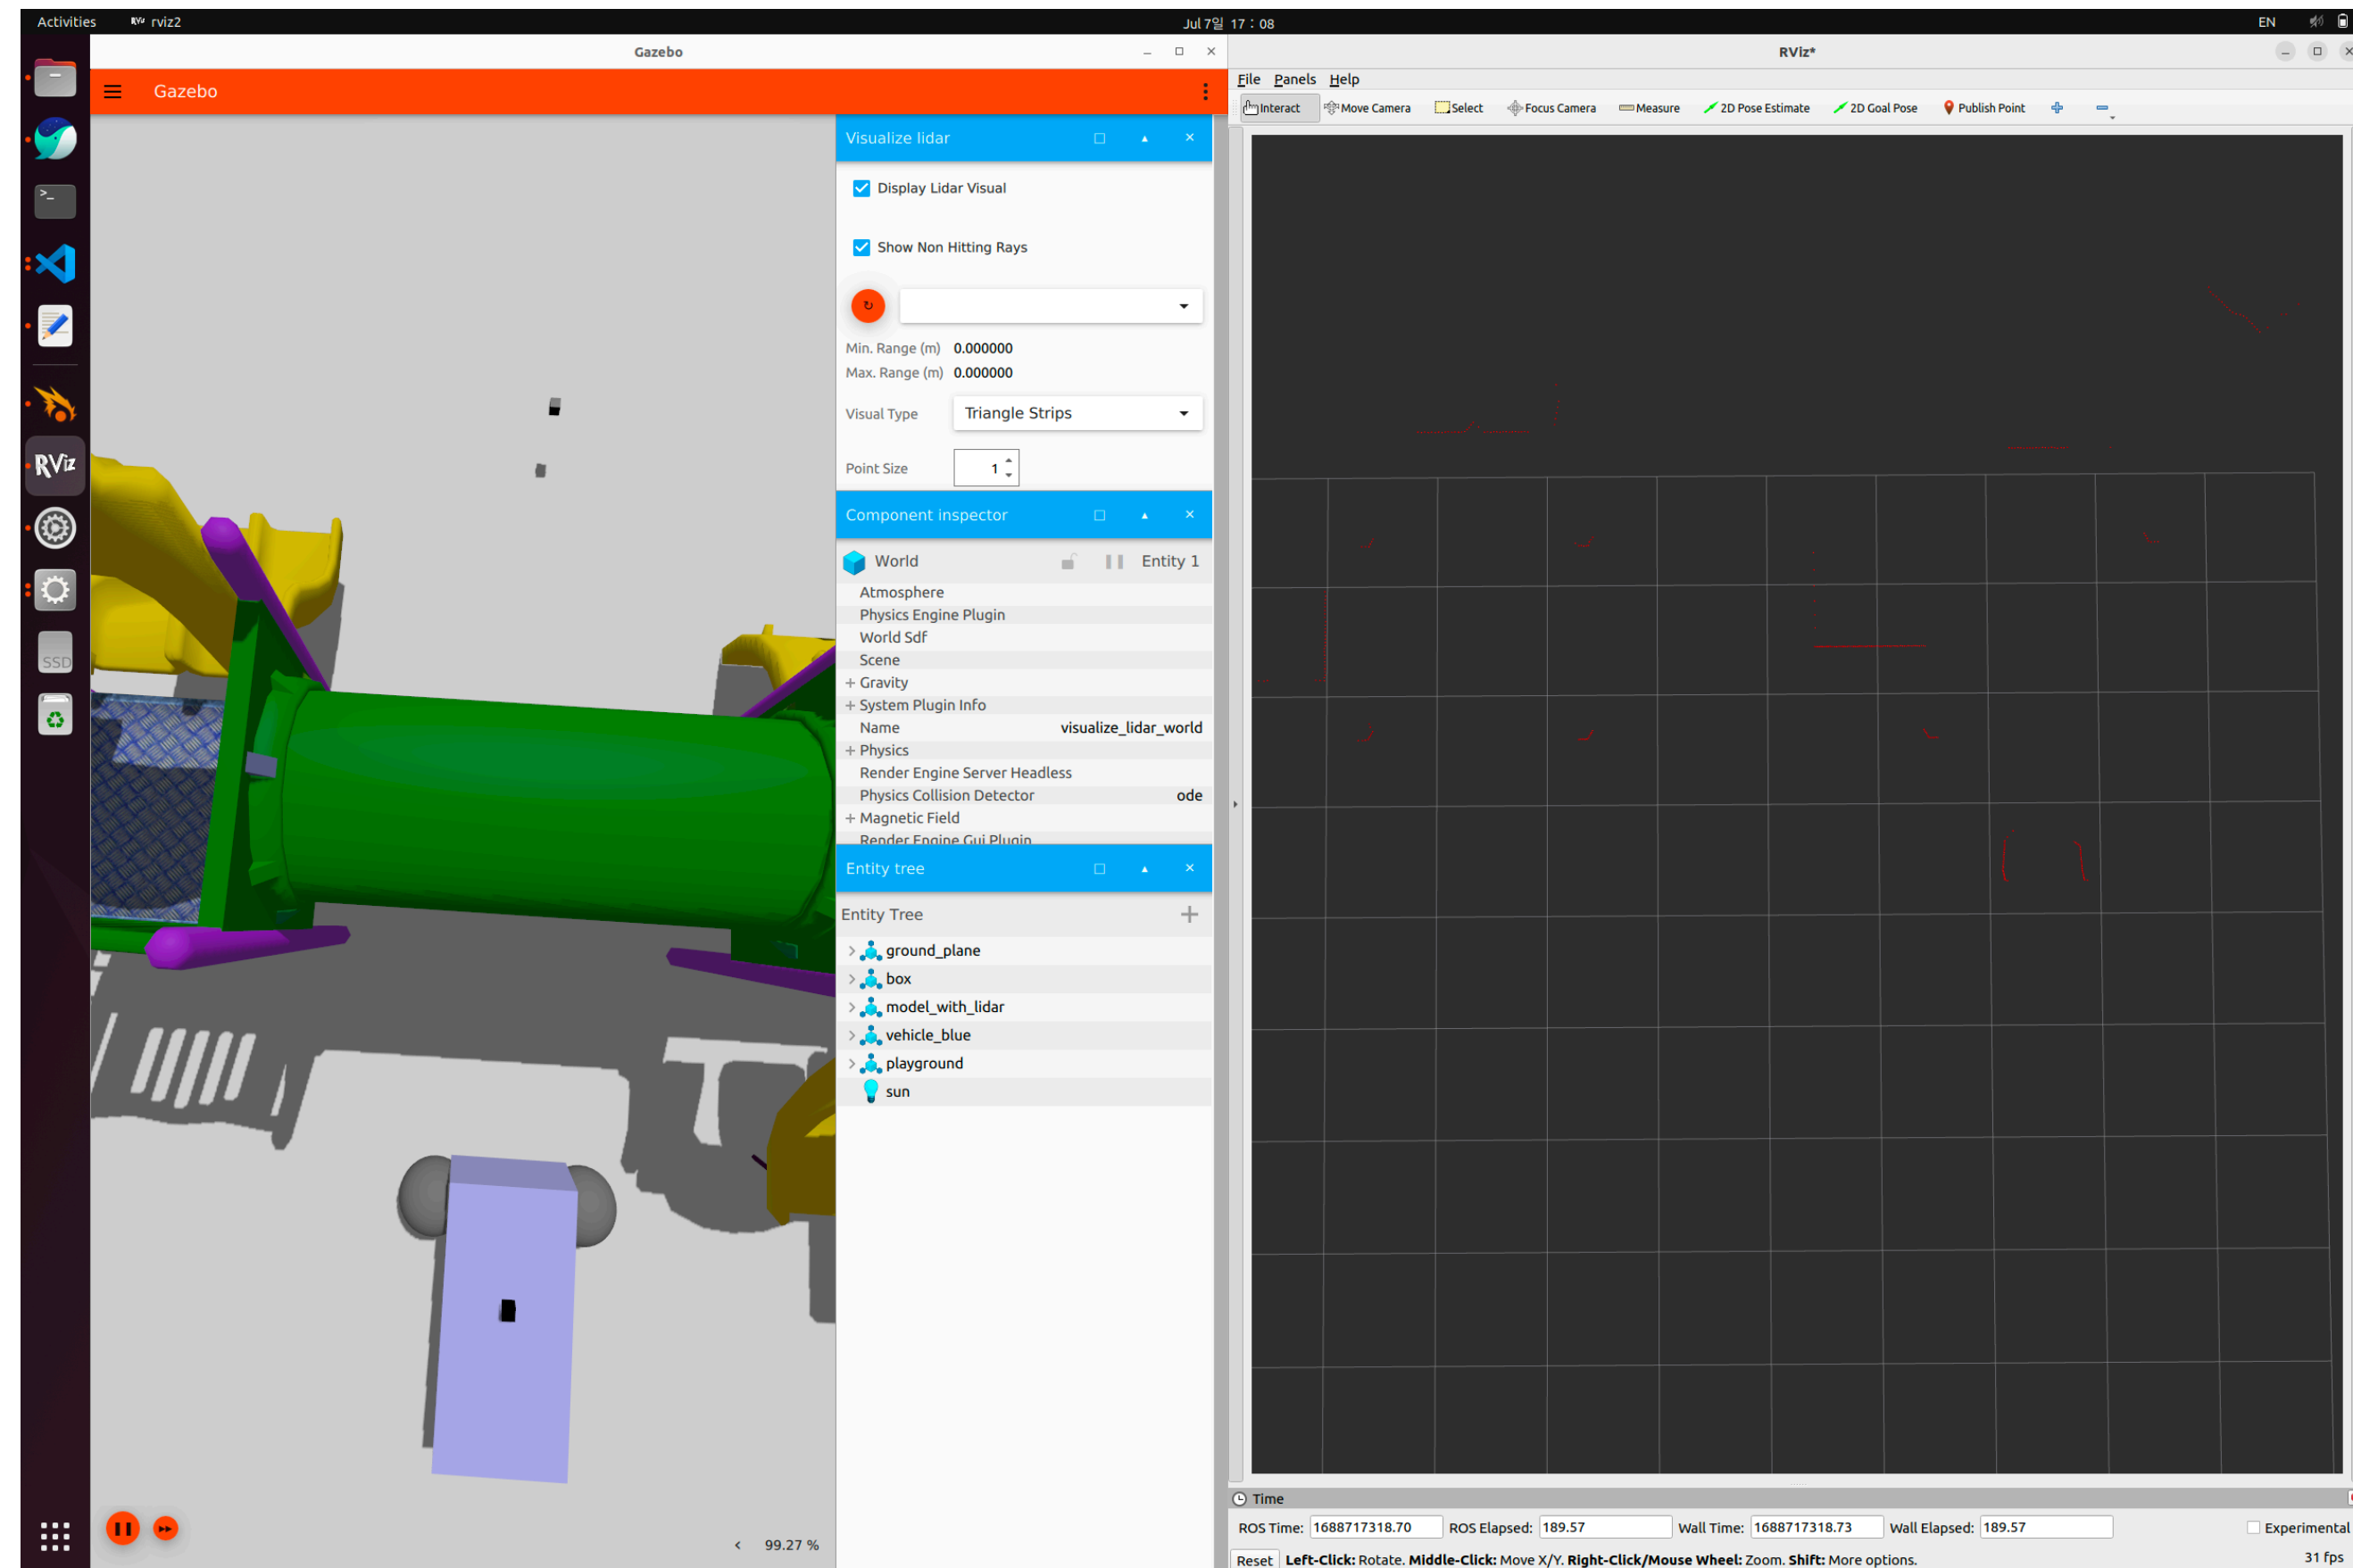 Activities RViz rviz2 Jul 7일 17 : 08 EN
Gazebo
Gazebo
Visualize lidar
Display Lidar Visual
Show Non Hitting Rays
Min. Range (m) 0.000000
Max. Range (m) 0.000000
Visual Type Triangle Strips
Point Size 1
Component inspector
World Entity 1
Atmosphere
Physics Engine Plugin
World Sdf
Scene
+ Gravity
+ System Plugin Info
Name visualize_lidar_world
+ Physics
Render Engine Server Headless
Physics Collision Detector ode
+ Magnetic Field
Render Engine Gui Plugin
Entity tree
Entity Tree +
ground_plane
box
model_with_lidar
vehicle_blue
playground
sun
< 99.27 %
>_
RViz
SSD
RViz*
File Panels Help
Interact Move Camera Select Focus Camera Measure 2D Pose Estimate 2D Goal Pose Publish Point
Time
ROS Time: 1688717318.70 ROS Elapsed: 189.57 Wall Time: 1688717318.73 Wall Elapsed: 189.57 Experimental
Reset Left-Click: Rotate. Middle-Click: Move X/Y. Right-Click/Mouse Wheel: Zoom. Shift: More options. 31 fps